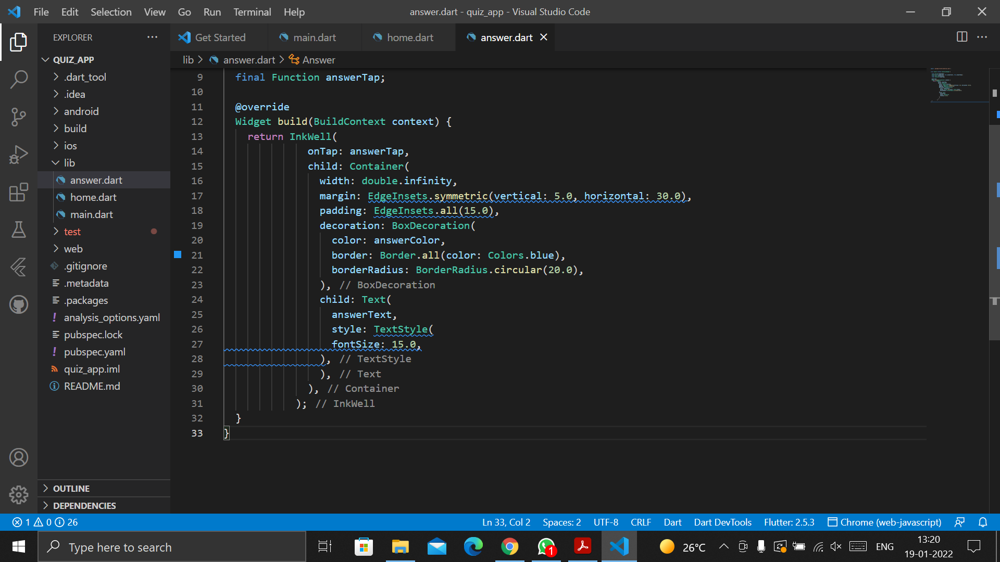 File Edit Selection View Go Run Terminal Help
answer.dart - quiz_app - Visual Studio Code
EXPLORER
QUIZ_APP
.dart_tool
.idea
android
build
ios
lib
answer.dart
home.dart
main.dart
test
web
.gitignore
.metadata
.packages
! analysis_options.yaml
pubspec.lock
! pubspec.yaml
quiz_app.iml
README.md
OUTLINE
DEPENDENCIES
Get Started main.dart home.dart answer.dart
lib > answer.dart > Answer
9 final Function answerTap;
10
11 @override
12 Widget build(BuildContext context) {
13 return InkWell(
14 onTap: answerTap,
15 child: Container(
16 width: double.infinity,
17 margin: EdgeInsets.symmetric(vertical: 5.0, horizontal: 30.0),
18 padding: EdgeInsets.all(15.0),
19 decoration: BoxDecoration(
20 color: answerColor,
21 border: Border.all(color: Colors.blue),
22 borderRadius: BorderRadius.circular(20.0),
23 ), // BoxDecoration
24 child: Text(
25 answerText,
26 style: TextStyle(
27 fontSize: 15.0,
28 ), // TextStyle
29 ), // Text
30 ), // Container
31 ); // InkWell
32 }
33 }
1 0 26
Ln 33, Col 2 Spaces: 2 UTF-8 CRLF Dart Dart DevTools Flutter: 2.5.3 Chrome (web-javascript)
Type here to search
1
26°C
ENG
13:20
19-01-2022